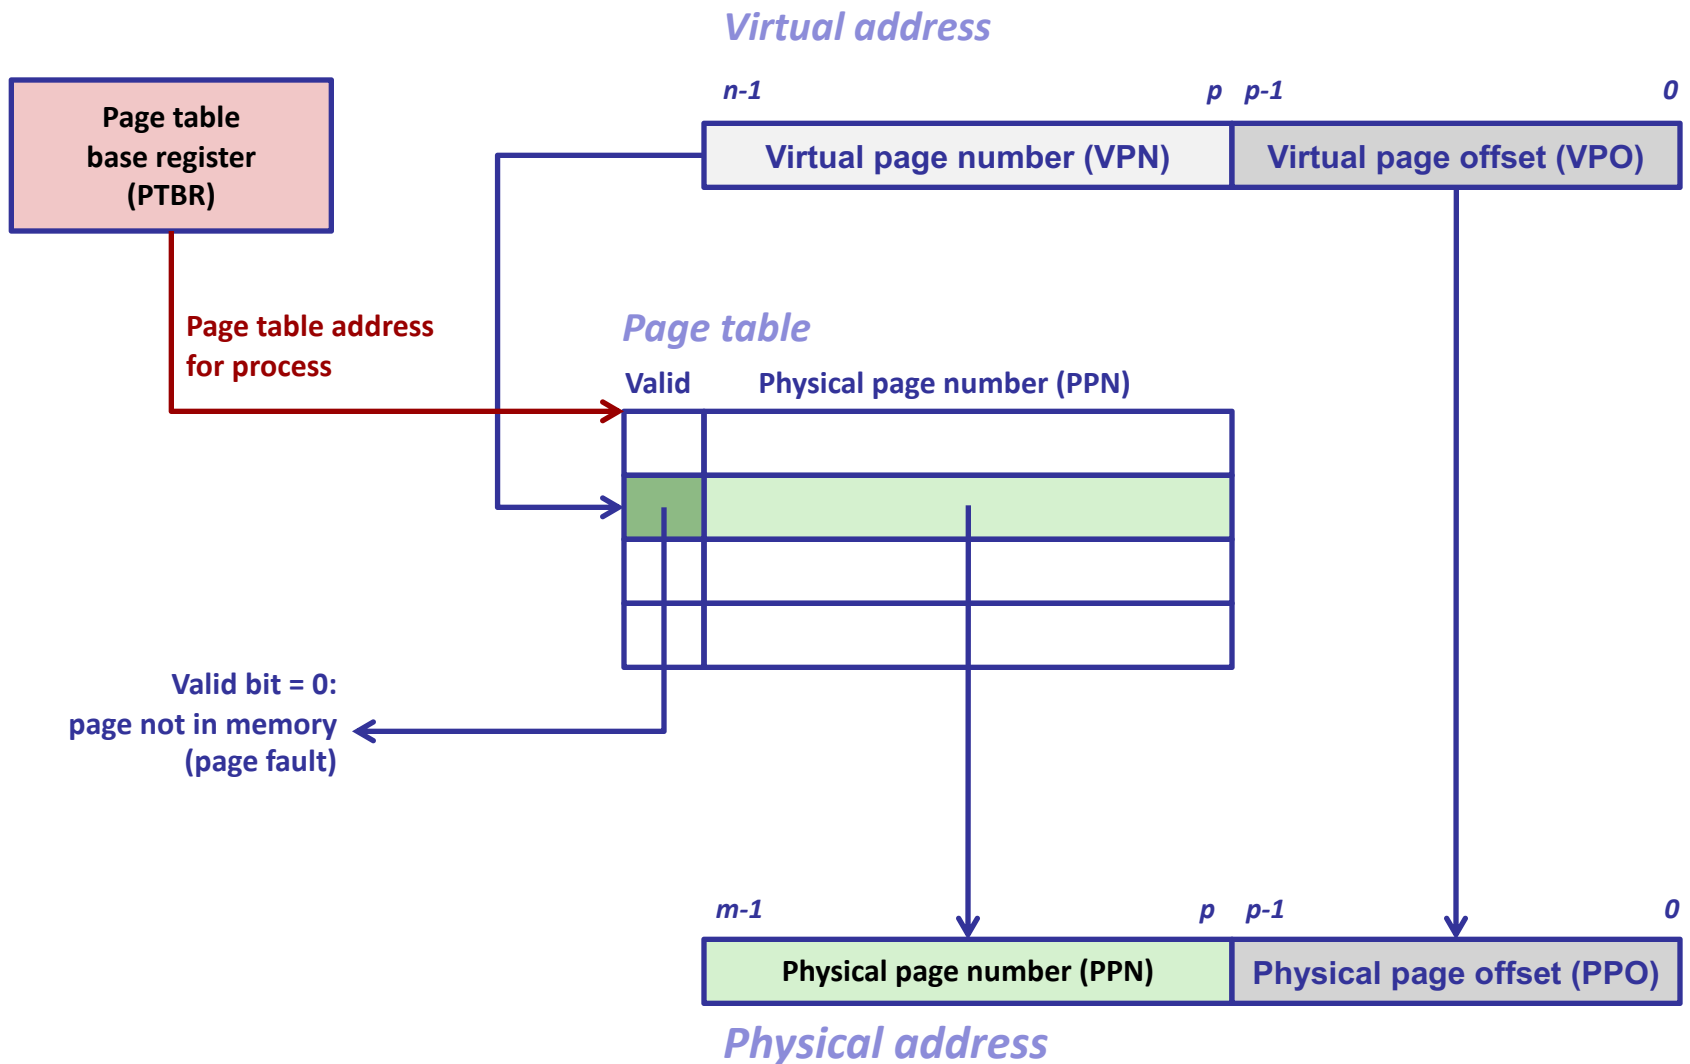 Virtual address
n-1 p p-1 0
Page table
base register
(PTBR)
Virtual page number (VPN) Virtual page offset (VPO)
Page table address
for process
Page table
Valid Physical page number (PPN)
Valid bit = 0:
page not in memory
(page fault)
m-1 p p-1 0
Physical page number (PPN) Physical page offset (PPO)
Physical address